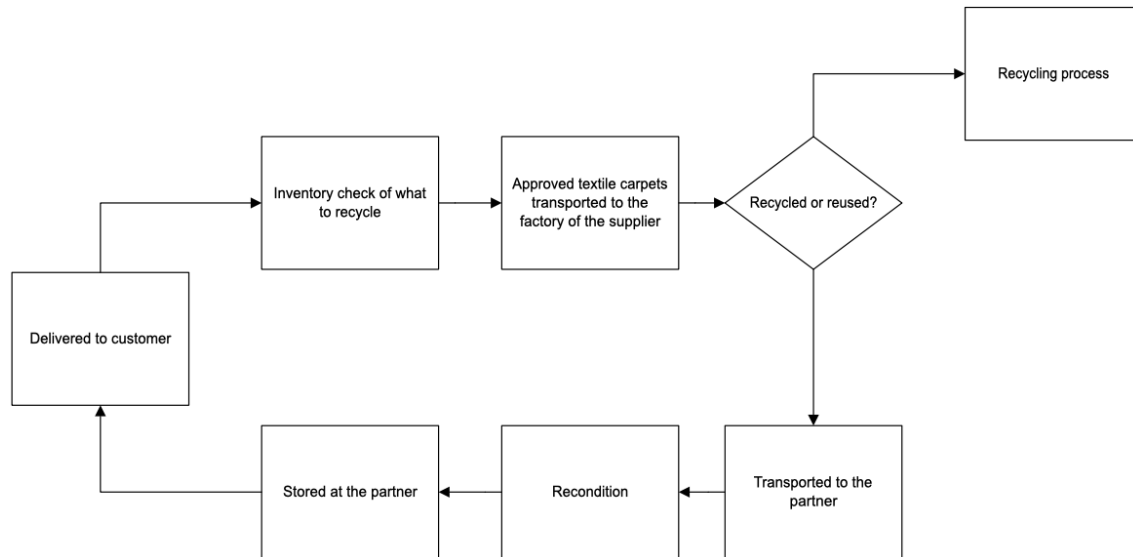 Recycling process
Inventory check of what
to recycle
Approved textile carpets
transported to the
factory of the supplier
Recycled or reused?
Delivered to customer
Stored at the partner
Recondition
Transported to the
partner